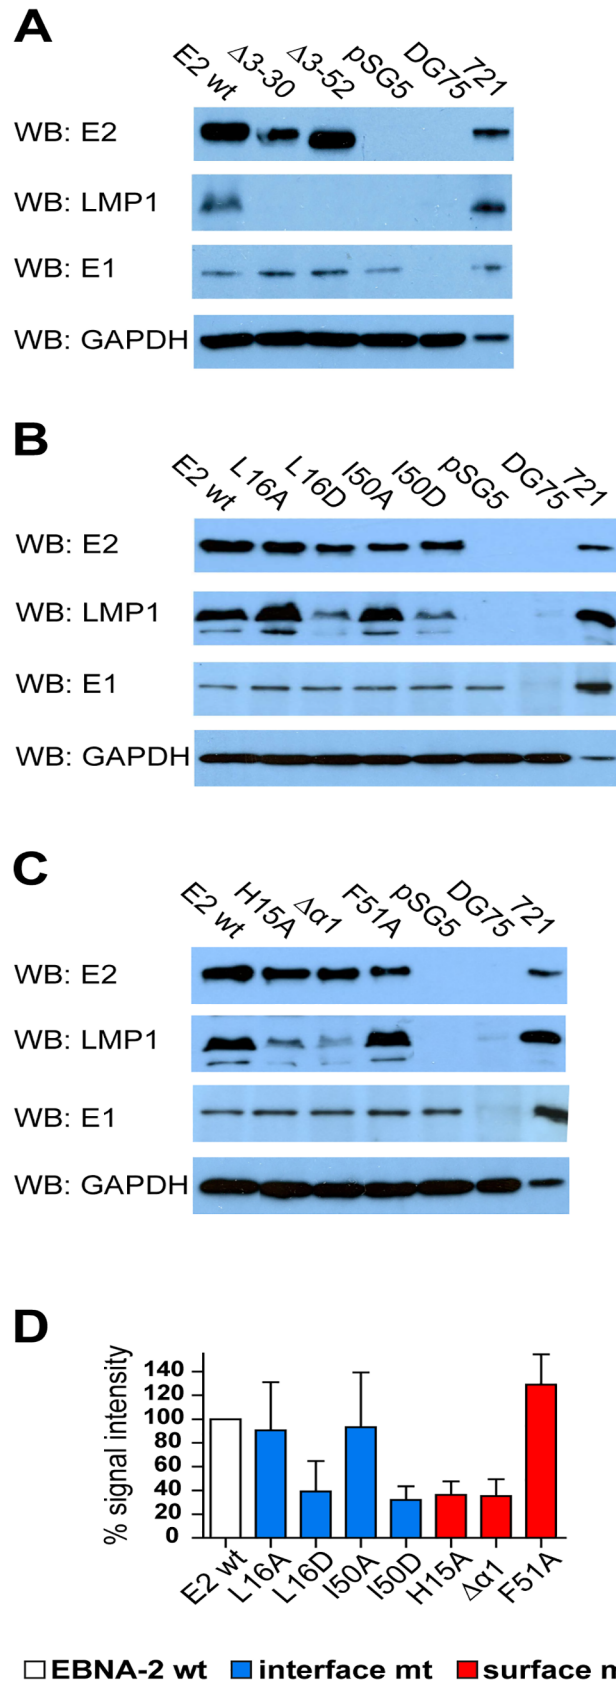 A
E2 wt Δ3-30 Δ3-52 pSG5 DG75 721
WB: E2
WB: LMP1
WB: E1
WB: GAPDH
B
E2 wt L16A L16D I50A I50D pSG5 DG75 721
WB: E2
WB: LMP1
WB: E1
WB: GAPDH
C
E2 wt H15A Δα1 F51A pSG5 DG75 721
WB: E2
WB: LMP1
WB: E1
WB: GAPDH
D
% signal intensity
140
120
100
80
60
40
20
0
E2 wt L16A L16D I50A I50D H15A Δα1 F51A
EBNA-2 wt interface mt surface m